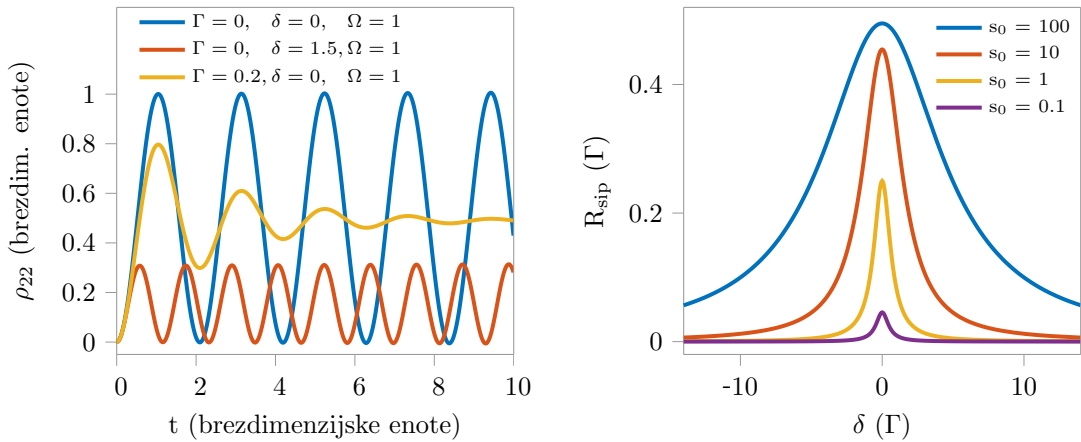 Γ = 0, δ = 0, Ω = 1
Γ = 0, δ = 1.5, Ω = 1
Γ = 0.2, δ = 0, Ω = 1
1
0.8
0.6
0.4
0.2
0
0 2 4 6 8 10
ρ22 (brezdim. enote)
t (brezdimenzijske enote)
s0 = 100
s0 = 10
s0 = 1
s0 = 0.1
0.4
0.2
0
-10 0 10
Rsip (Γ)
δ (Γ)